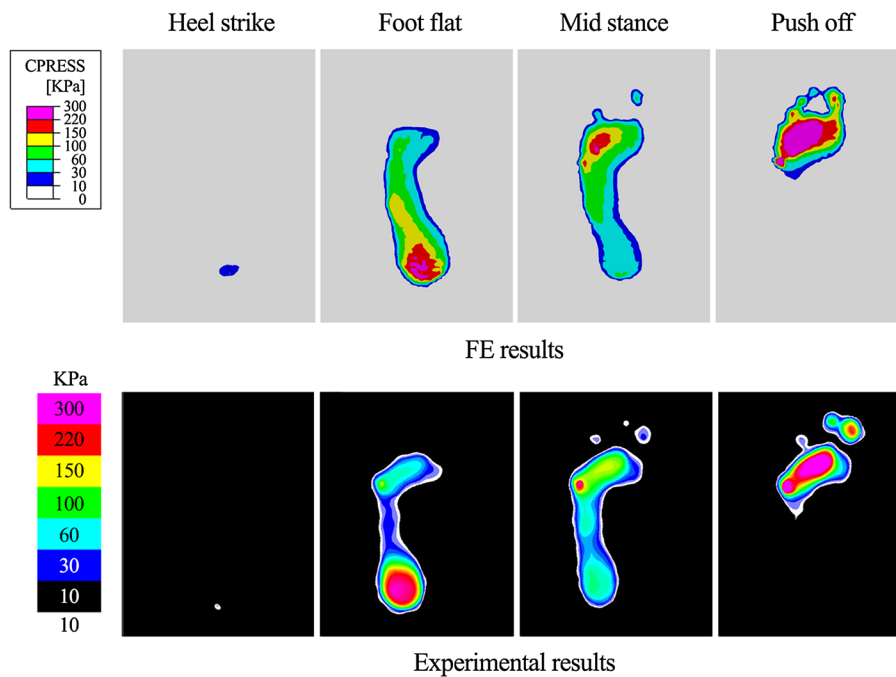 Heel strike
Foot flat
Mid stance
Push off
CPRESS
[KPa]
300
220
150
100
60
30
10
0
FE results
KPa
300
220
150
100
60
30
10
10
Experimental results